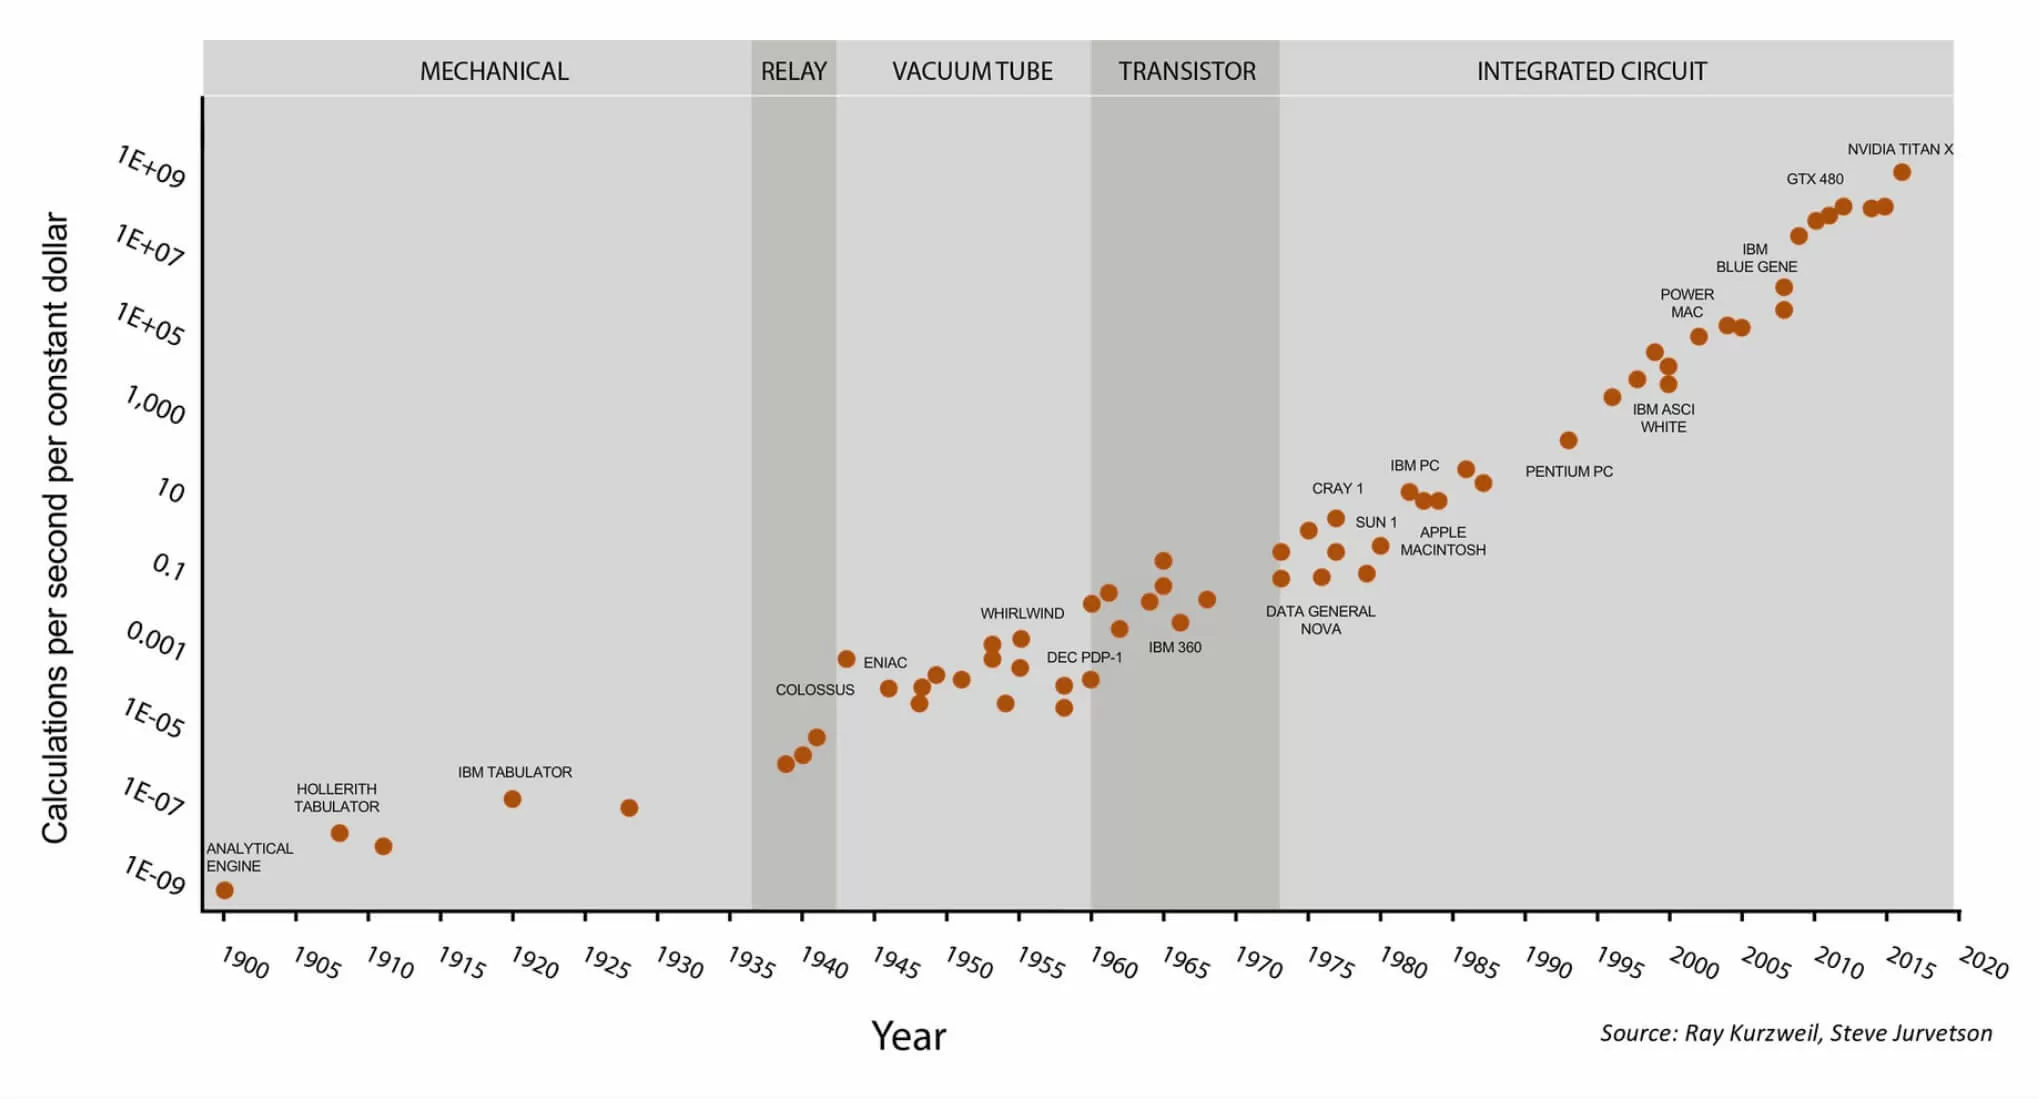 MECHANICAL
RELAY
VACUUM TUBE
TRANSISTOR
INTEGRATED CIRCUIT
Calculations per second per constant dollar
1E+09
1E+07
1E+05
1,000
10
0.1
0.001
1E-05
1E-07
1E-09
ANALYTICAL
ENGINE
HOLLERITH
TABULATOR
IBM TABULATOR
COLOSSUS
ENIAC
WHIRLWIND
DEC PDP-1
IBM 360
DATA GENERAL
NOVA
CRAY 1
SUN 1
IBM PC
APPLE
MACINTOSH
PENTIUM PC
IBM ASCI
WHITE
POWER
MAC
IBM
BLUE GENE
GTX 480
NVIDIA TITAN X
1900
1905
1910
1915
1920
1925
1930
1935
1940
1945
1950
1955
1960
1965
1970
1975
1980
1985
1990
1995
2000
2005
2010
2015
2020
Year
Source: Ray Kurzweil, Steve Jurvetson